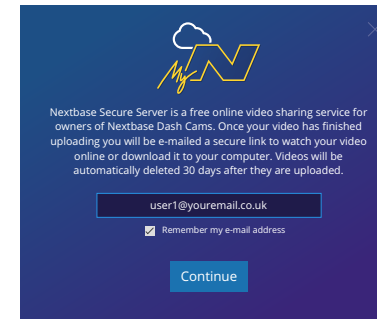 My N
Nextbase Secure Server is a free online video sharing service for
owners of Nextbase Dash Cams. Once your video has finished
uploading you will be e-mailed a secure link to watch your video
online or download it to your computer. Videos will be
automatically deleted 30 days after they are uploaded.
user1@youremail.co.uk
Remember my e-mail address
Continue